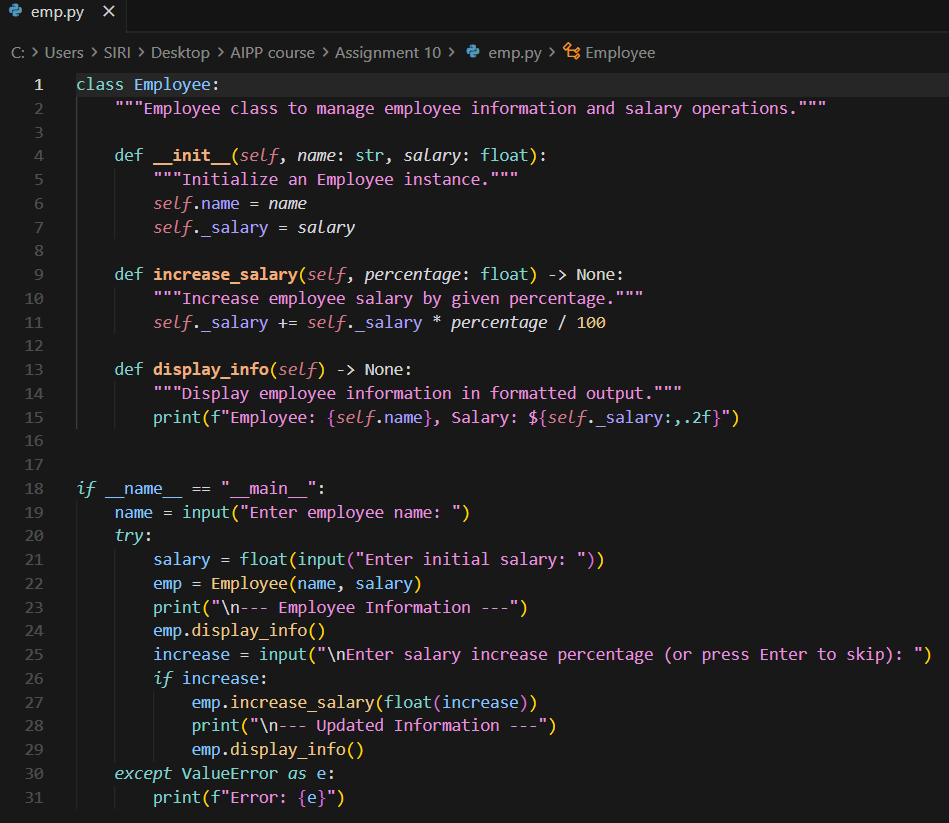 emp.py ×
C: > Users > SIRI > Desktop > AIPP course > Assignment 10 > emp.py > Employee
1 class Employee:
2     """Employee class to manage employee information and salary operations."""
3
4     def __init__(self, name: str, salary: float):
5         """Initialize an Employee instance."""
6         self.name = name
7         self._salary = salary
8
9     def increase_salary(self, percentage: float) -> None:
10         """Increase employee salary by given percentage."""
11         self._salary += self._salary * percentage / 100
12
13     def display_info(self) -> None:
14         """Display employee information in formatted output."""
15         print(f"Employee: {self.name}, Salary: ${self._salary:,.2f}")
16
17
18 if __name__ == "__main__":
19     name = input("Enter employee name: ")
20     try:
21         salary = float(input("Enter initial salary: "))
22         emp = Employee(name, salary)
23         print("\n--- Employee Information ---")
24         emp.display_info()
25         increase = input("\nEnter salary increase percentage (or press Enter to skip): ")
26         if increase:
27             emp.increase_salary(float(increase))
28             print("\n--- Updated Information ---")
29             emp.display_info()
30     except ValueError as e:
31         print(f"Error: {e}")